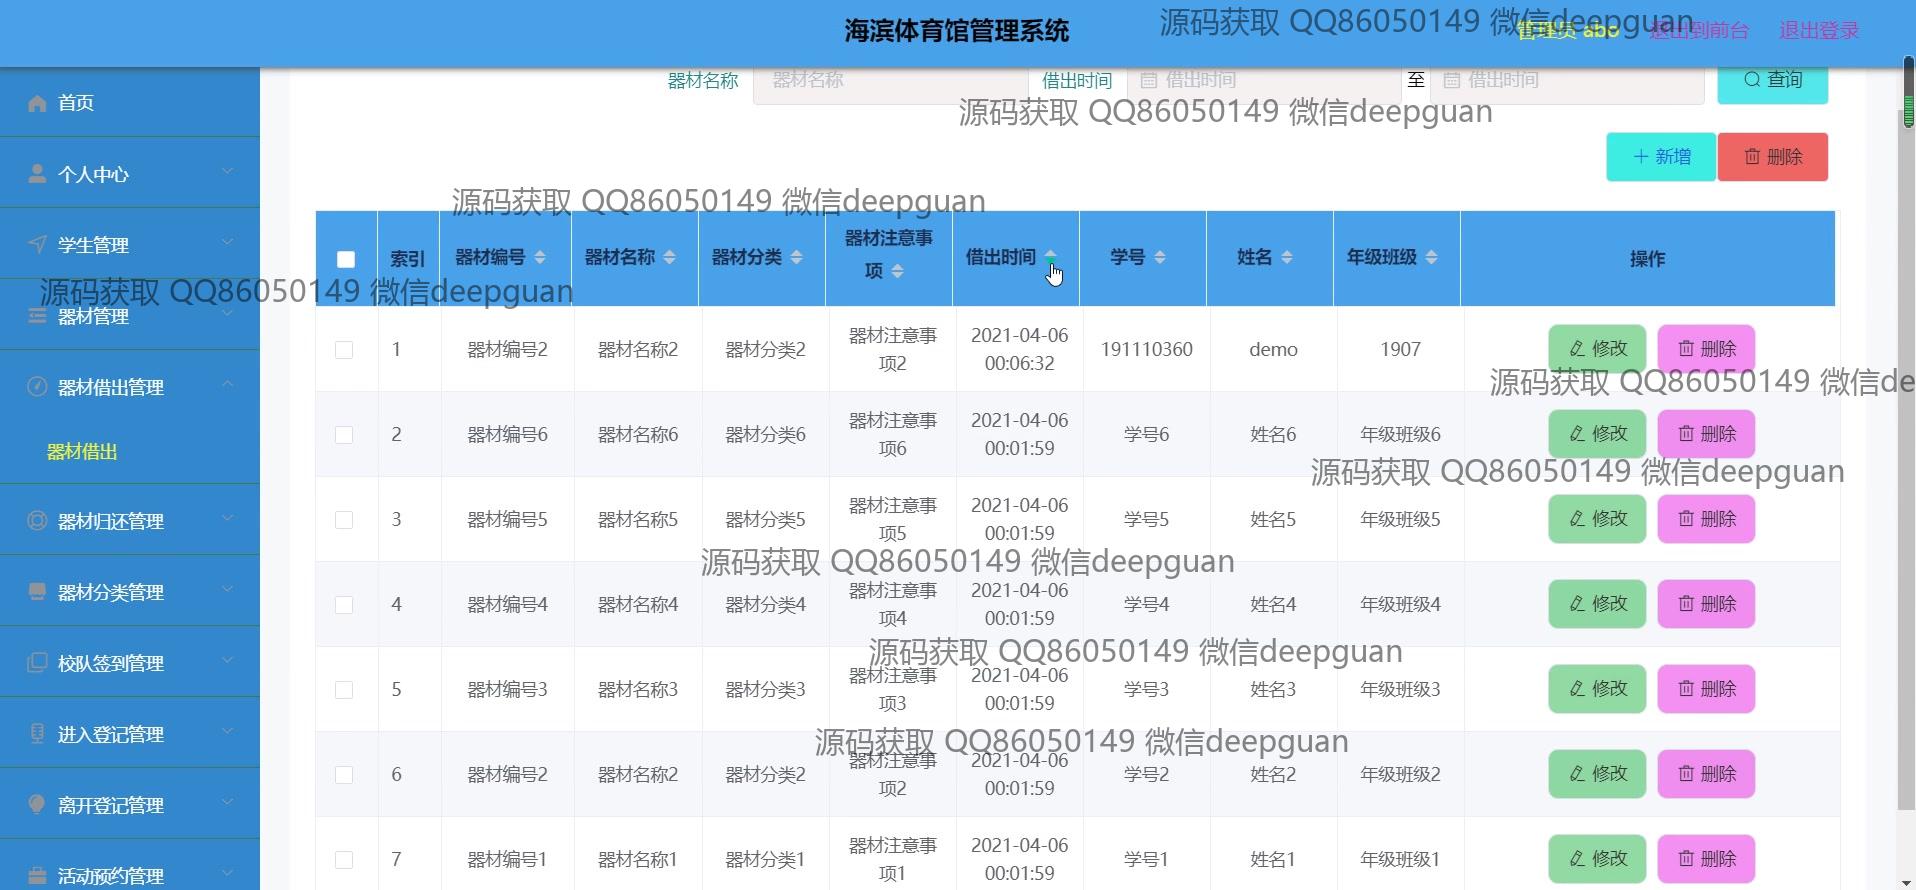 海滨体育馆管理系统
源码获取 QQ86050149 微信deepguan
管理员 abo
退出到前台
退出登录
器材名称 器材名称 借出时间 借出时间 至 借出时间 查询
源码获取 QQ86050149 微信deepguan
新增 删除
源码获取 QQ86050149 微信deepguan
首页
个人中心
学生管理
源码获取 QQ86050149 微信deepguan
器材管理
器材借出管理
器材借出
器材归还管理
器材分类管理
校队签到管理
进入登记管理
离开登记管理
活动预约管理
索引 器材编号 器材名称 器材分类 器材注意事项 借出时间 学号 姓名 年级班级 操作
1 器材编号2 器材名称2 器材分类2 器材注意事项2 2021-04-06 00:06:32 191110360 demo 1907 修改 删除
源码获取 QQ86050149 微信de
2 器材编号6 器材名称6 器材分类6 器材注意事项6 2021-04-06 00:01:59 学号6 姓名6 年级班级6 修改 删除
源码获取 QQ86050149 微信deepguan
3 器材编号5 器材名称5 器材分类5 器材注意事项5 2021-04-06 00:01:59 学号5 姓名5 年级班级5 修改 删除
源码获取 QQ86050149 微信deepguan
4 器材编号4 器材名称4 器材分类4 器材注意事项4 2021-04-06 00:01:59 学号4 姓名4 年级班级4 修改 删除
源码获取 QQ86050149 微信deepguan
5 器材编号3 器材名称3 器材分类3 器材注意事项3 2021-04-06 00:01:59 学号3 姓名3 年级班级3 修改 删除
源码获取 QQ86050149 微信deepguan
6 器材编号2 器材名称2 器材分类2 器材注意事项2 2021-04-06 00:01:59 学号2 姓名2 年级班级2 修改 删除
7 器材编号1 器材名称1 器材分类1 器材注意事项1 2021-04-06 00:01:59 学号1 姓名1 年级班级1 修改 删除